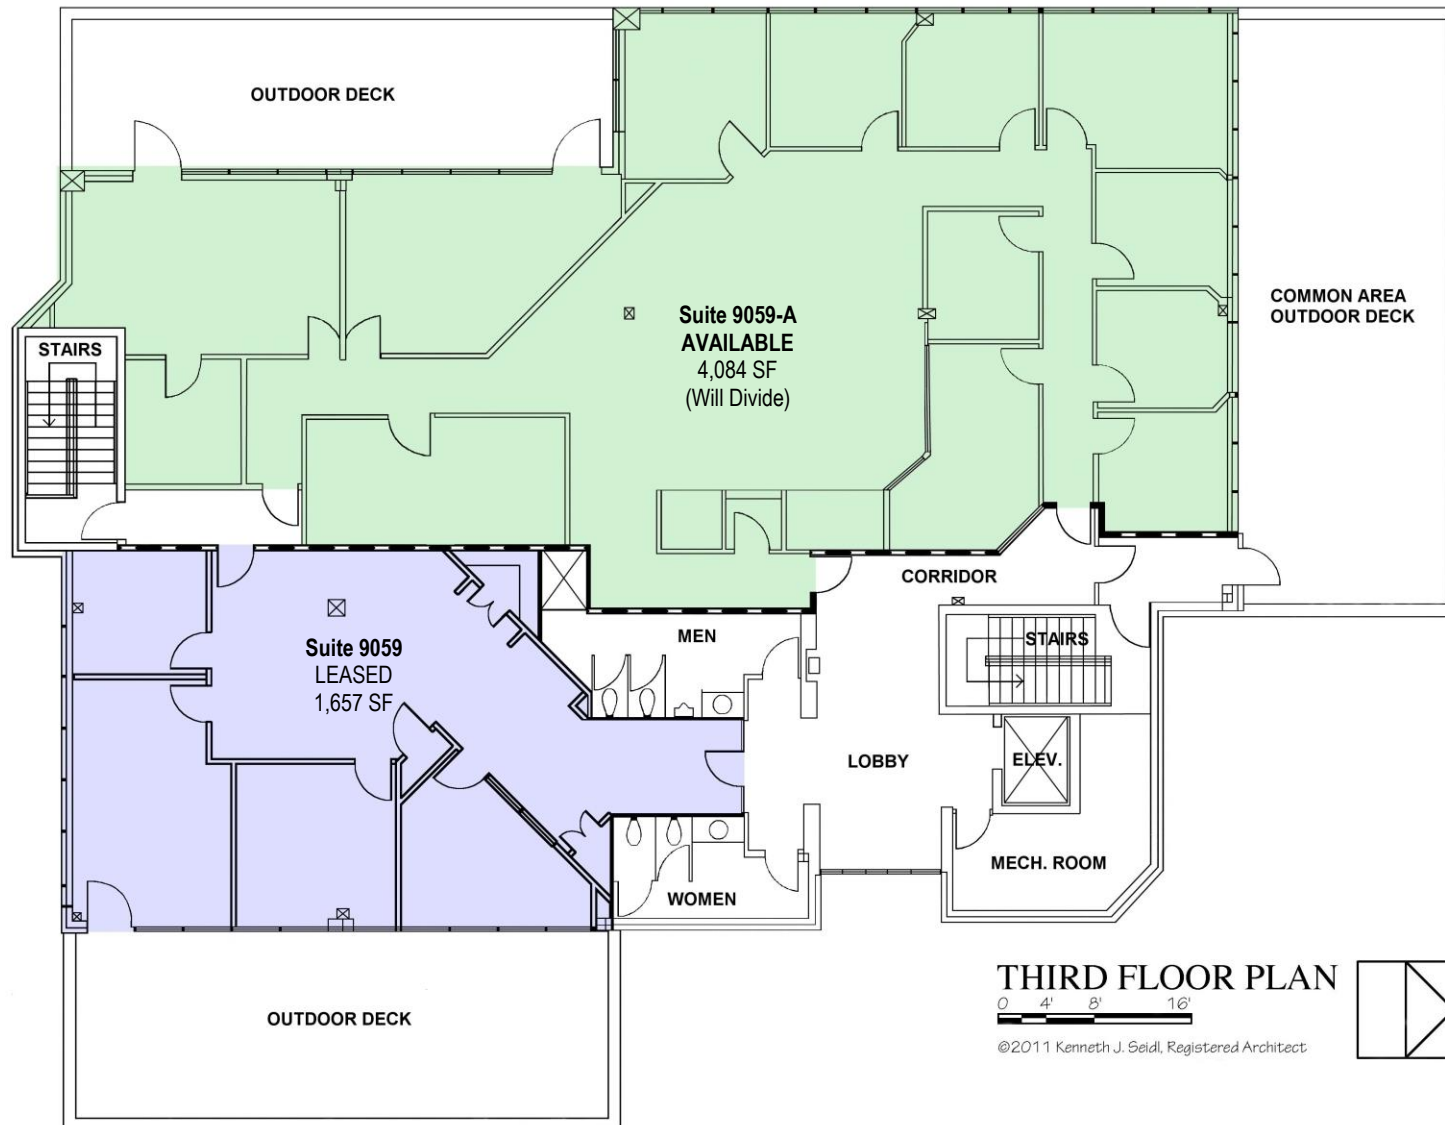 OUTDOOR DECK
Suite 9059-A
AVAILABLE
4,084 SF
(Will Divide)
COMMON AREA
OUTDOOR DECK
STAIRS
CORRIDOR
MEN
STAIRS
Suite 9059
LEASED
1,657 SF
LOBBY
ELEV.
MECH. ROOM
WOMEN
OUTDOOR DECK
THIRD FLOOR PLAN
0 4' 8' 16'
©2011 Kenneth J. Seidl, Registered Architect